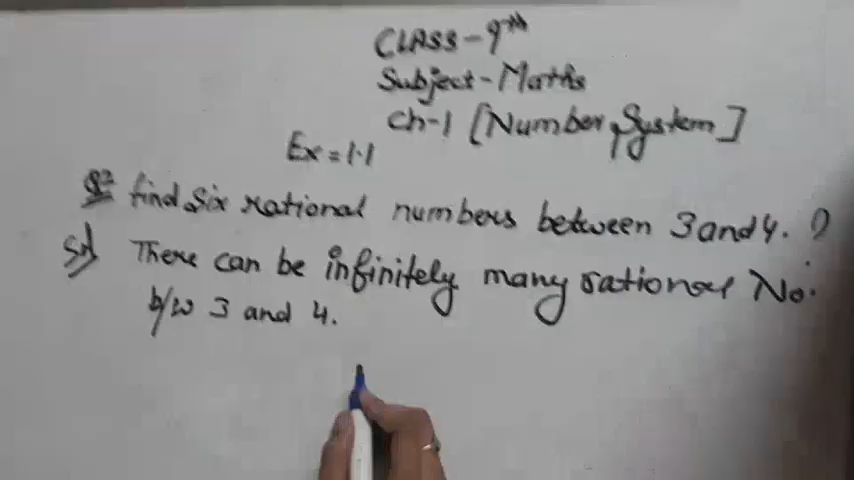 CLASS-9th
Subject-Maths
Ch-1 [Number System]
Ex=1.1
Q2 find six rational numbers between 3 and 4. ?
Sol There can be infinitely many rational No.
b/w 3 and 4.